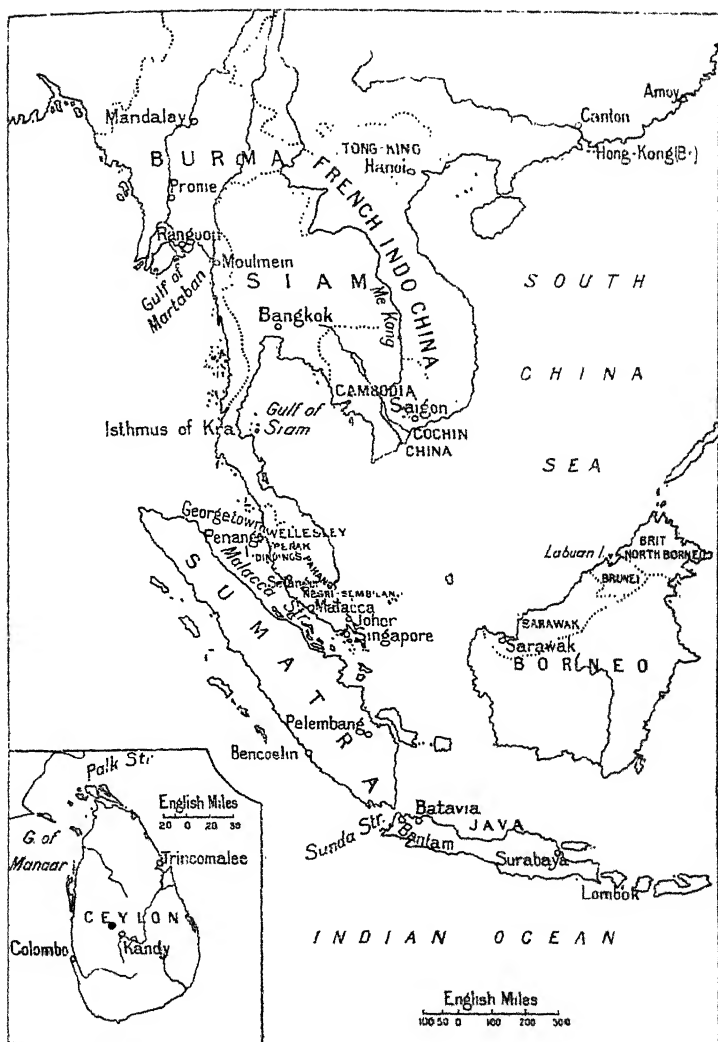 Amoy
Canton
Hong-Kong(Br)
Mandalay
TONG-KING
Hanoi
BURMA
FRENCH INDO CHINA
Prome
Rangoon
Moulmein
Gulf of
Martaban
SIAM
Me Kong
SOUTH
CHINA
SEA
Bangkok
CAMBODIA
Saigon
COCHIN
CHINA
Gulf of
Siam
Isthmus of Kra
Georgetown
WELLESLEY
Penang I.
PERAK
DINDINGS
PAHANG
Selangor
NEGRI-SEMBILAN
Malacca Str.
Malacca
Johor
Singapore
SUMATRA
Labuan I.
BRIT
NORTH BORNEO
BRUNEI
SARAWAK
Sarawak
BORNEO
Pelembang
Bencoelin
Sunda Str.
Batavia
Bantam
JAVA
Surabaya
Lombok
INDIAN OCEAN
English Miles
100 50 0 100 200 300
Palk Str
English Miles
20 0 20 30
G. of
Manaar
Trincomalee
CEYLON
Kandy
Colombo